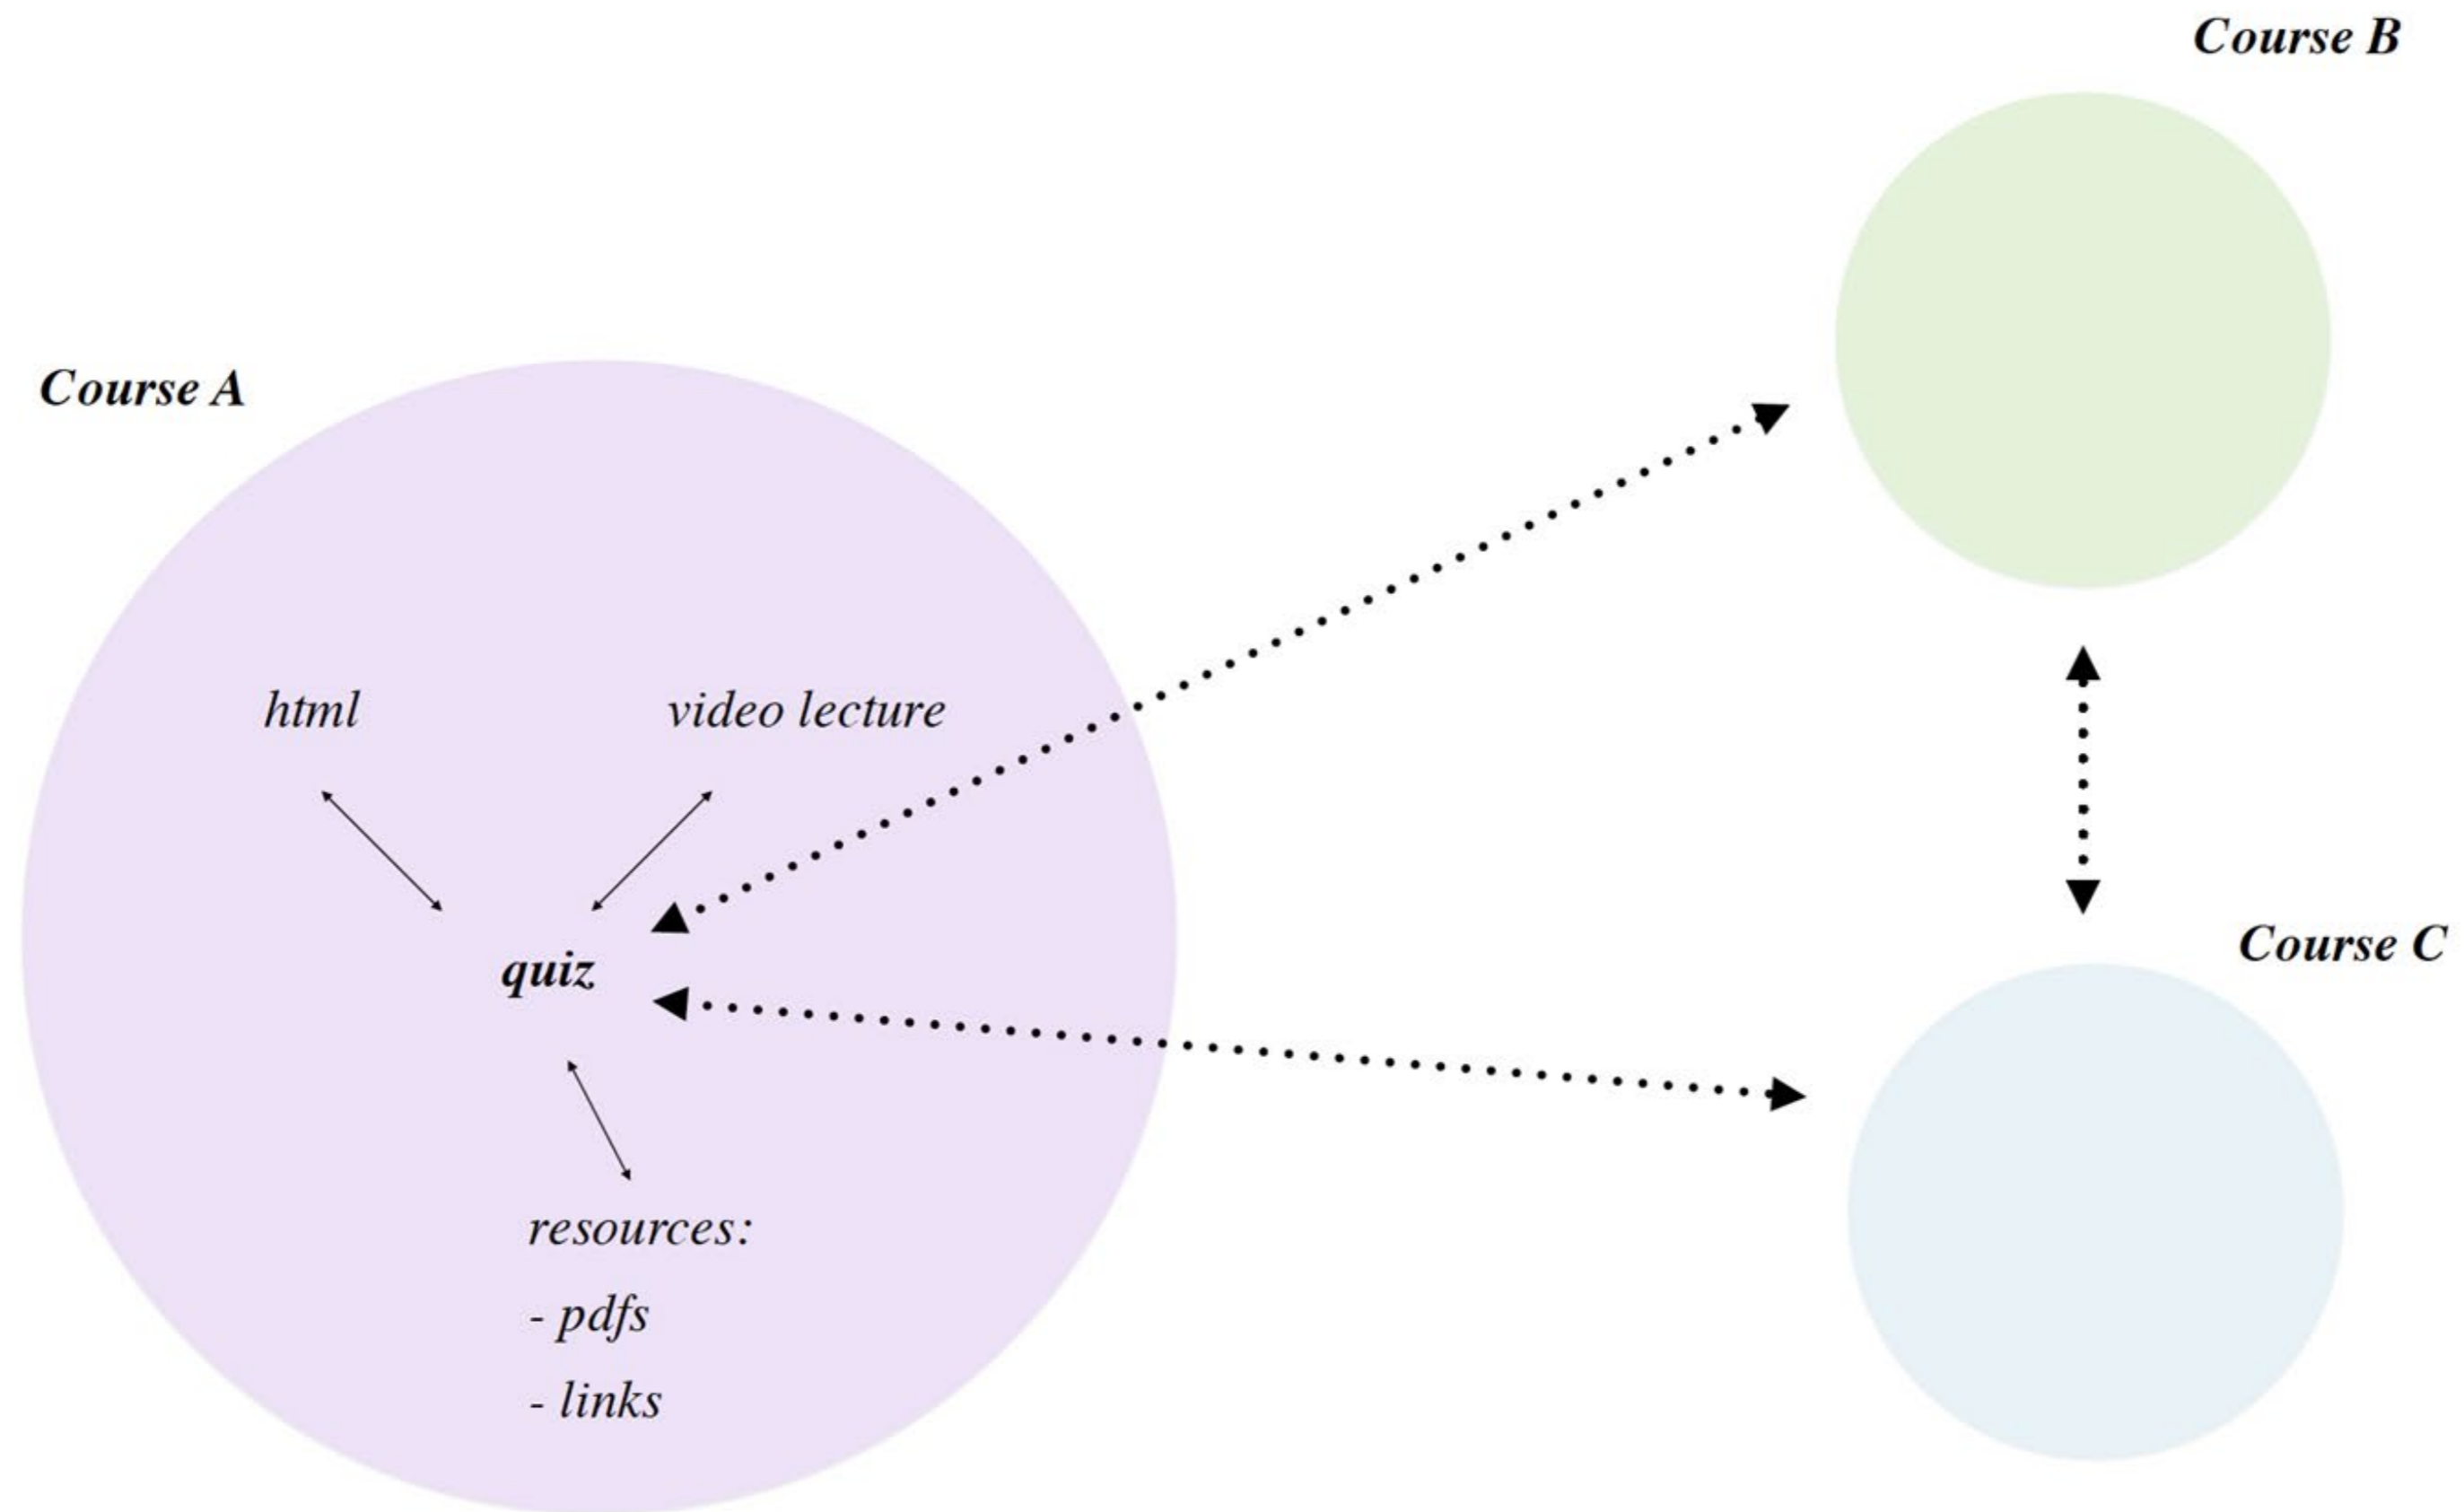 Course B
Course A
html
video lecture
quiz
Course C
resources:
- pdfs
- links